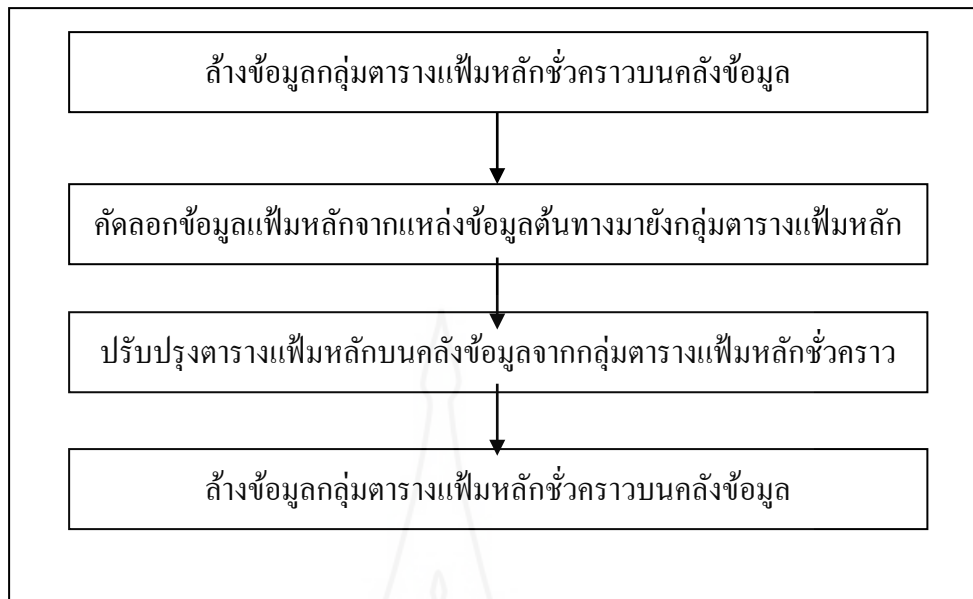 ล้างข้อมูลกลุ่มตารางแฟ้มหลักชั่วคราวบนคลังข้อมูล
คัดลอกข้อมูลแฟ้มหลักจากแหล่งข้อมูลต้นทางมายังกลุ่มตารางแฟ้มหลัก
ปรับปรุงตารางแฟ้มหลักบนคลังข้อมูลจากกลุ่มตารางแฟ้มหลักชั่วคราว
ล้างข้อมูลกลุ่มตารางแฟ้มหลักชั่วคราวบนคลังข้อมูล